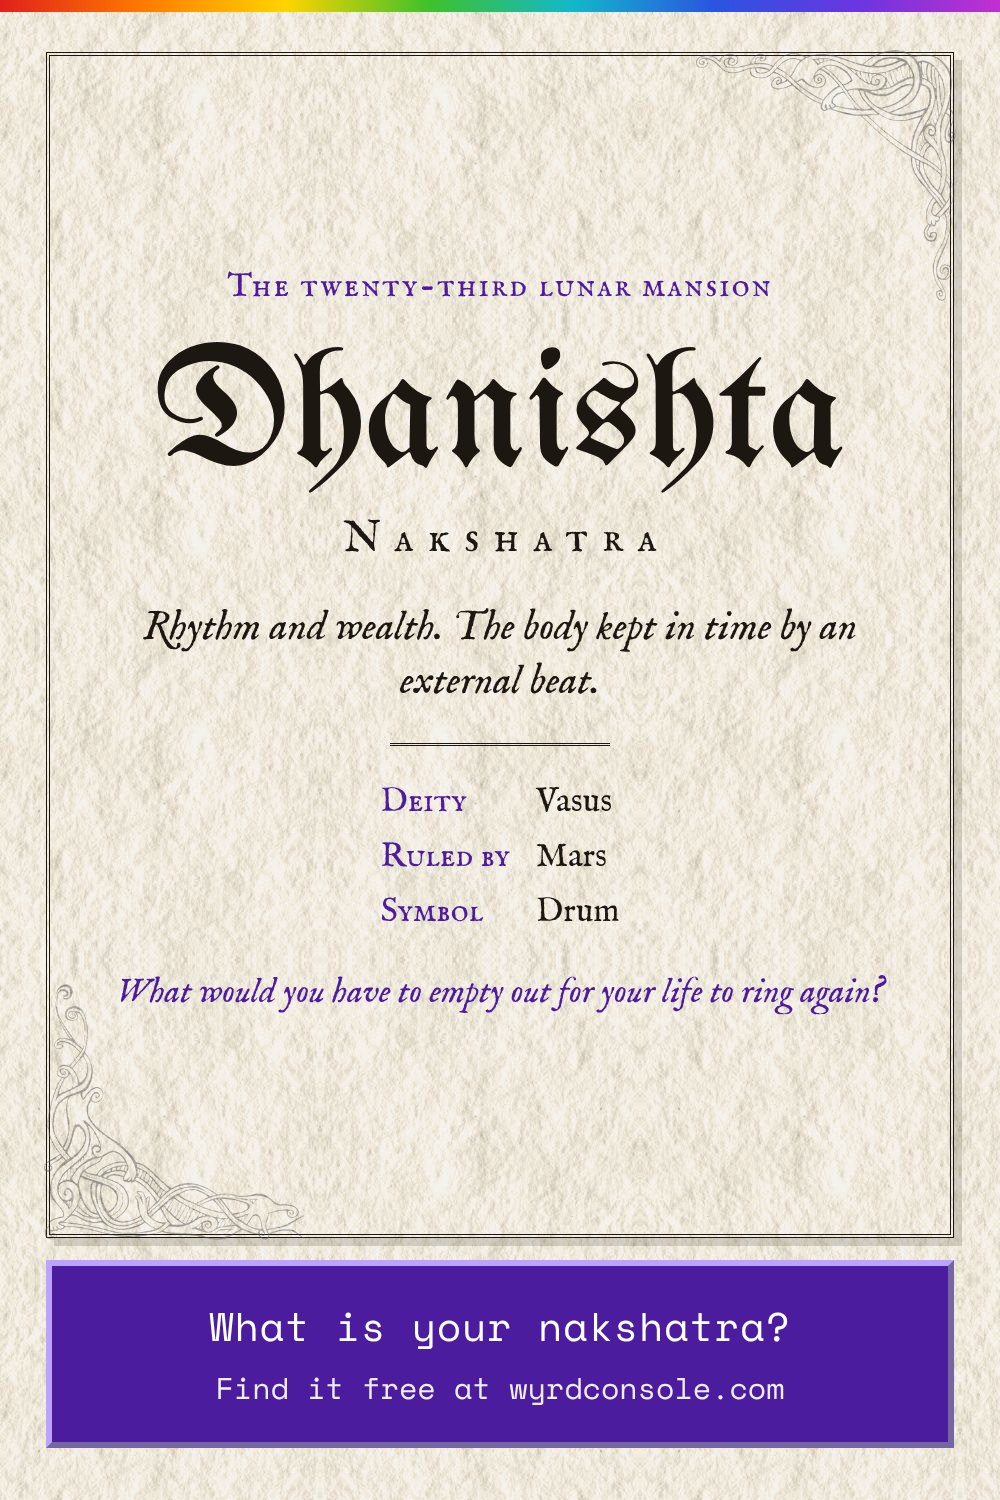 The twenty-third lunar mansion
Dhanishta
Nakshatra
Rhythm and wealth. The body kept in time by an
external beat.
Deity Vasus
Ruled by Mars
Symbol Drum
What would you have to empty out for your life to ring again?
What is your nakshatra?
Find it free at wyrdconsole.com